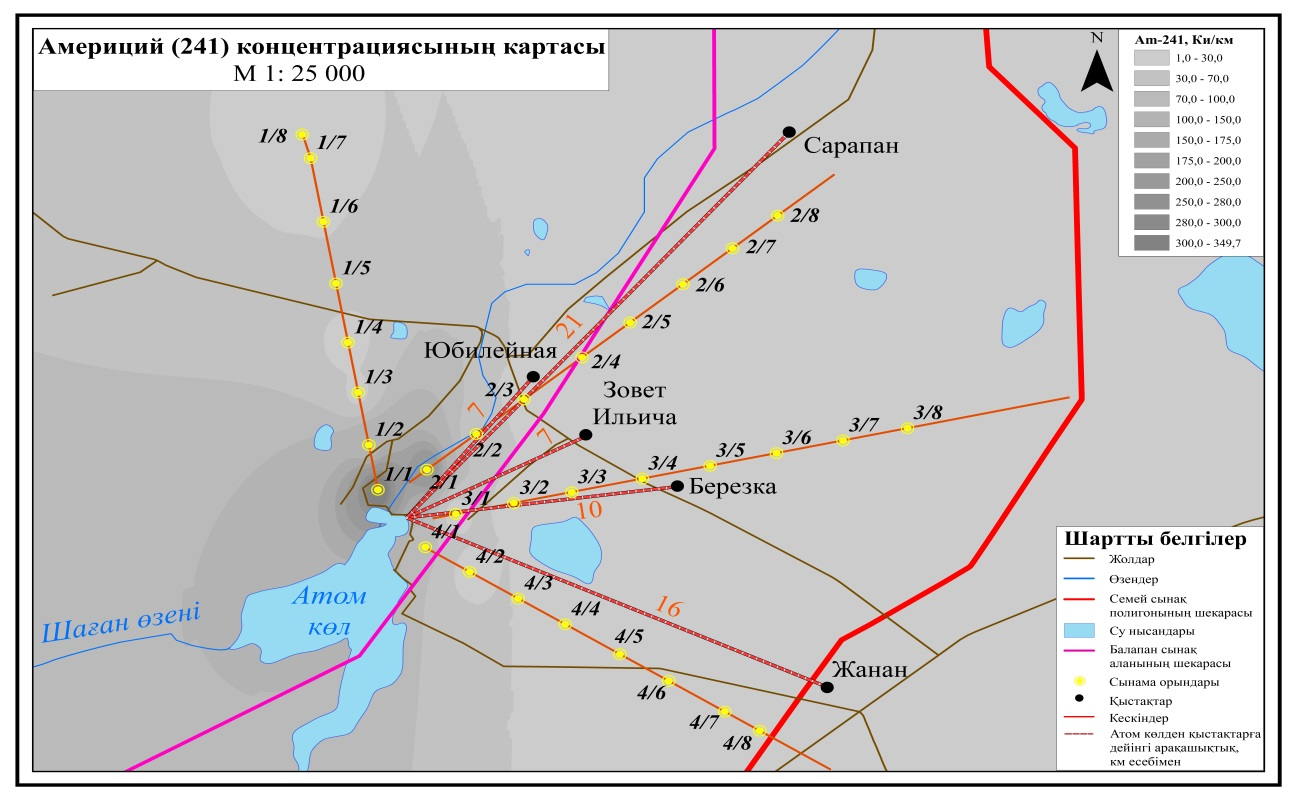 Америций (241) концентрациясының картасы
М 1: 25 000
N
Am-241, Ки/км
1,0 - 30,0
30,0 - 70,0
70,0 - 100,0
100,0 - 150,0
150,0 - 175,0
175,0 - 200,0
200,0 - 250,0
250,0 - 280,0
280,0 - 300,0
300,0 - 349,7
1/8
1/7
1/6
1/5
1/4
1/3
1/2
1/1
Сарапан
2/8
2/7
2/6
2/5
2/4
2/3
2/2
2/1
21
Юбилейная
7
Зовет
Ильича
7
3/8
3/7
3/6
3/5
3/4
3/3
3/2
3/1
Березка
10
4/1
4/2
4/3
4/4
4/5
4/6
4/7
4/8
16
Жанан
Атом
көл
Шаған өзені
Шартты белгілер
Жолдар
Өзендер
Семей сынақ
полигонының шекарасы
Су нысандары
Балапан сынақ
аланының шекарасы
Сынама орындары
Қыстақтар
Кескіндер
Атом көлден қыстақтарға
дейінгі арақашықтық,
км есебімен